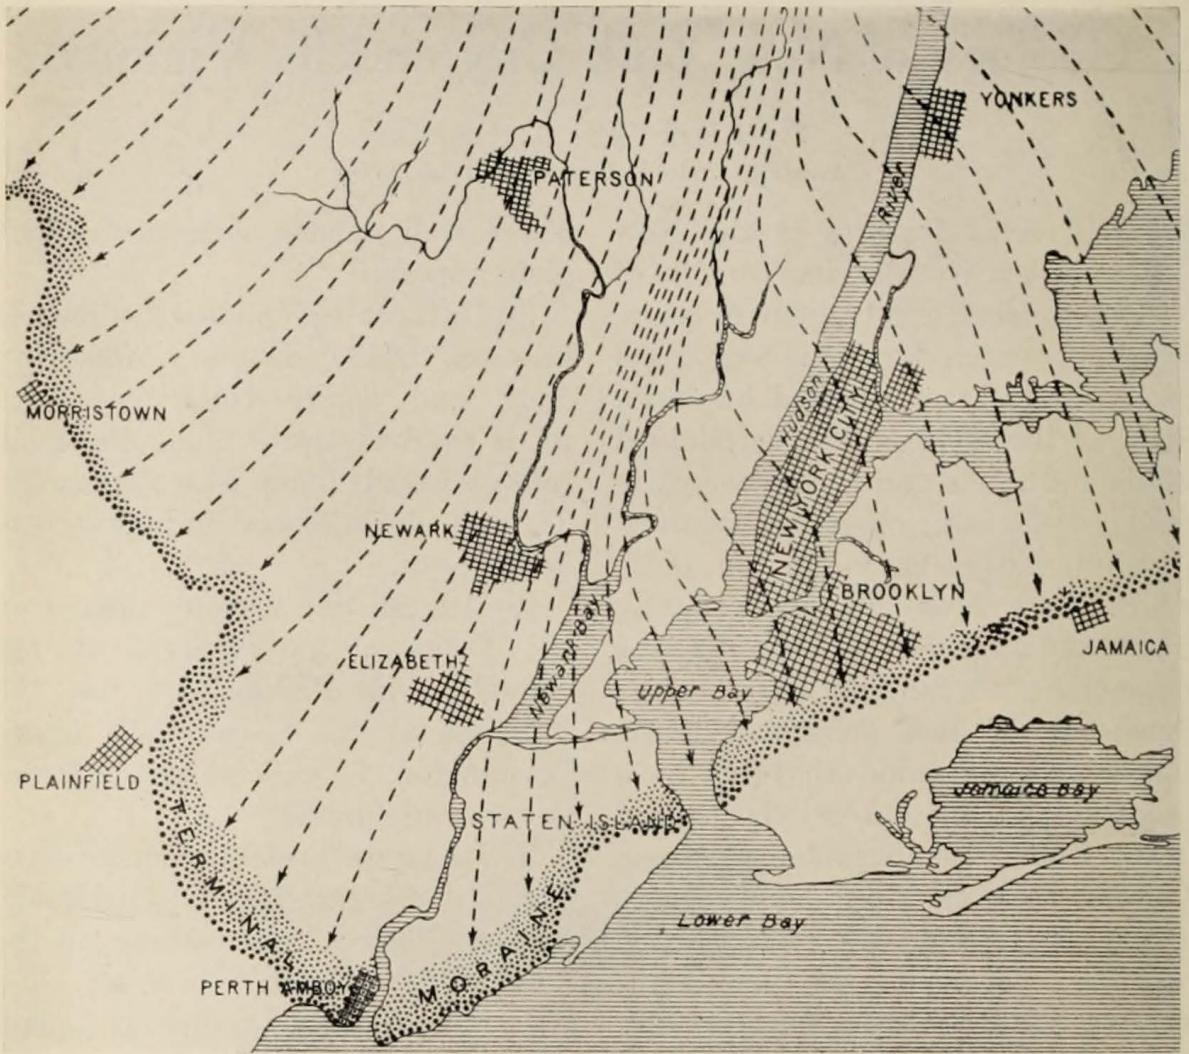 YONKERS
PATERSON
River
MORRISTOWN
Hudson
NEW YORK CITY
NEWARK
BROOKLYN
Newark Bay
JAMAICA
ELIZABETH
Upper Bay
PLAINFIELD
Jamaica Bay
STATEN ISLAND
TERMINAL
MORAINE
Lower Bay
PERTH AMBOY